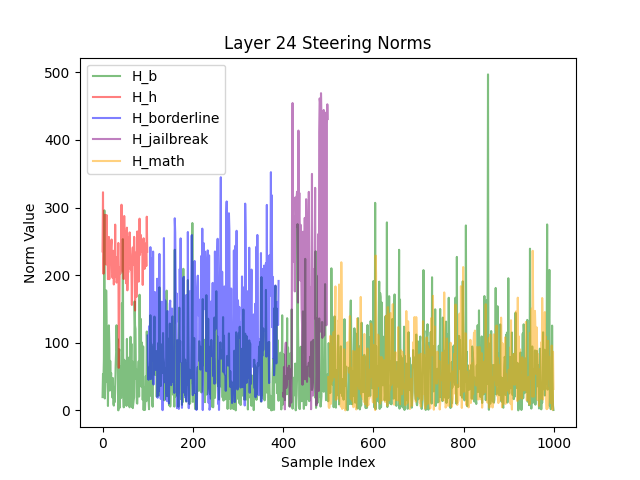 Layer 24 Steering Norms
H_b
H_h
H_borderline
H_jailbreak
H_math
Norm Value
500
400
300
200
100
0
0
200
400
600
800
1000
Sample Index